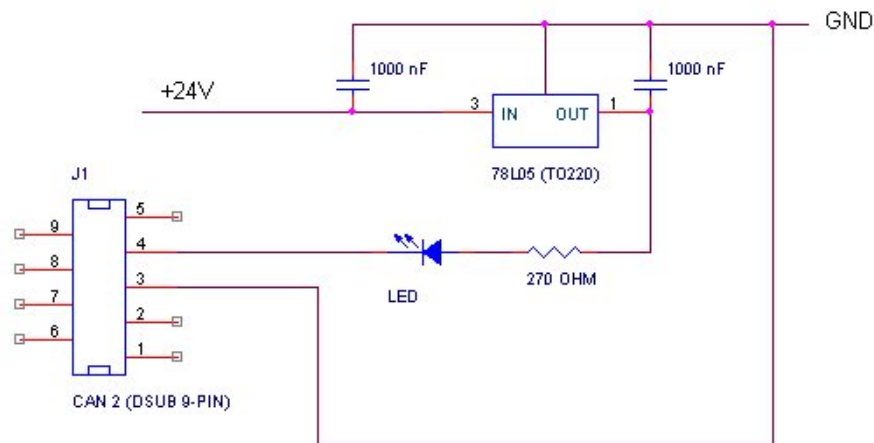 GND
1000 nF
1000 nF
+24V
3
IN
OUT
1
78L05 (TO220)
J1
5
9
4
8
3
7
2
6
1
LED
270 OHM
CAN 2 (DSUB 9-PIN)